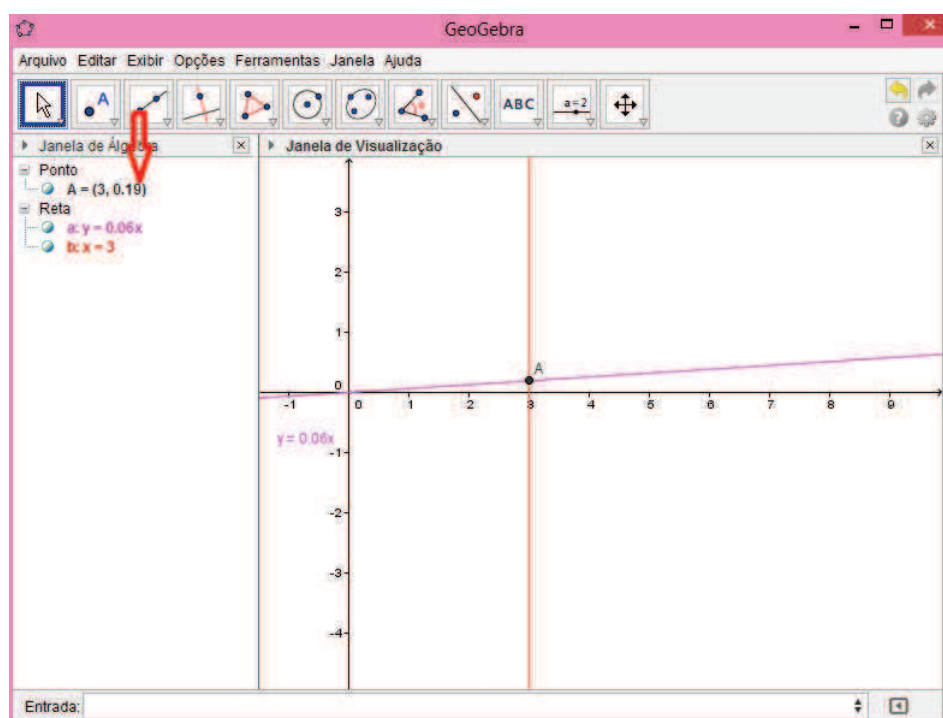 GeoGebra
Arquivo Editar Exibir Opções Ferramentas Janela Ajuda
A
ABC
a=2
Janela de Álgebra
Janela de Visualização
Ponto
A = (3, 0.19)
Reta
a: y = 0.06x
b: x = 3
3
2
1
0
A
-1 0 1 2 3 4 5 6 7 8 9
y = 0.06x
-1
-2
-3
-4
Entrada: